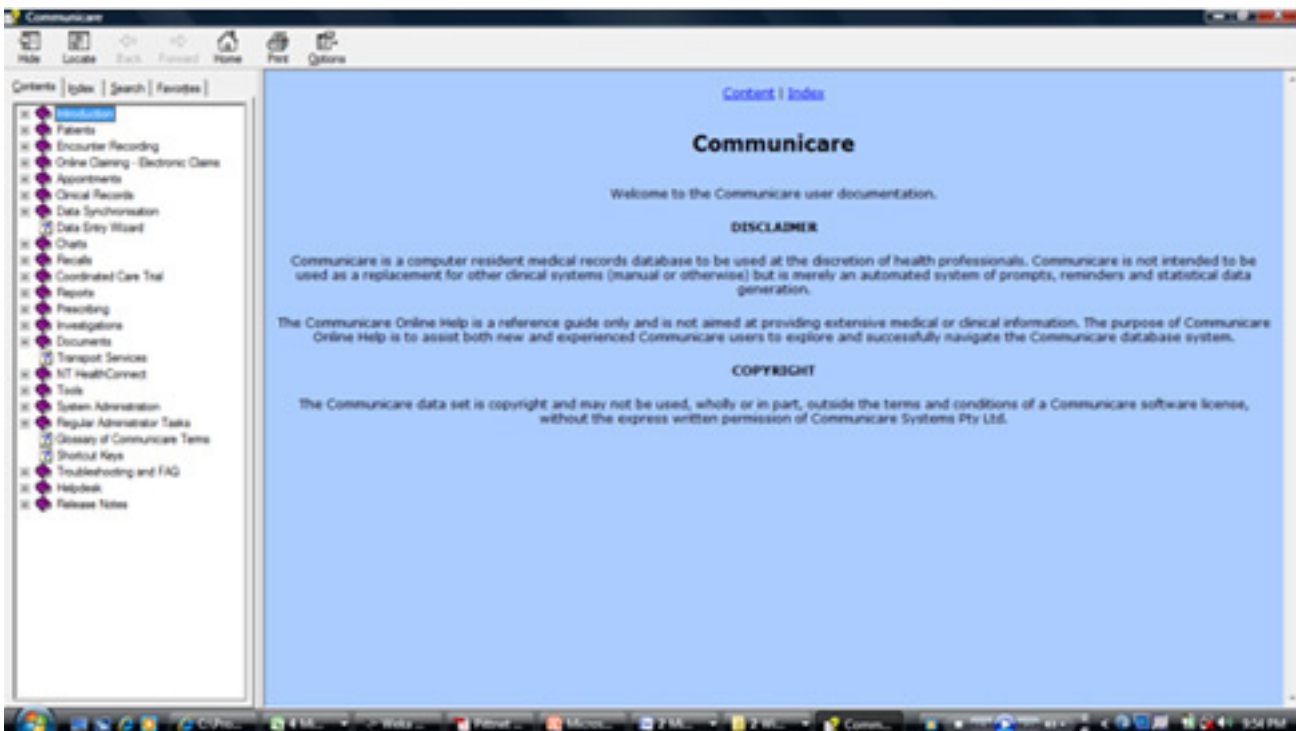 Communicare
Hide Locate Back Forward Home Print Options
Contents Index Search Favorites
Introduction
Patients
Encounter Recording
Online Claiming - Electronic Claims
Appointments
Clinical Records
Data Synchronisation
Data Entry Wizard
Charts
Recalls
Coordinated Care Trial
Reports
Prescribing
Investigations
Documents
Transport Services
NT HealthConnect
Tools
System Administration
Regular Administrator Tasks
Glossary of Communicare Terms
Shortcut Keys
Troubleshooting and FAQ
Helpdesk
Release Notes
Content | Index
Communicare
Welcome to the Communicare user documentation.
DISCLAIMER
Communicare is a computer resident medical records database to be used at the discretion of health professionals. Communicare is not intended to be
used as a replacement for other clinical systems (manual or otherwise) but is merely an automated system of prompts, reminders and statistical data
generation.
The Communicare Online Help is a reference guide only and is not aimed at providing extensive medical or clinical information. The purpose of Communicare
Online Help is to assist both new and experienced Communicare users to explore and successfully navigate the Communicare database system.
COPYRIGHT
The Communicare data set is copyright and may not be used, wholly or in part, outside the terms and conditions of a Communicare software license,
without the express written permission of Communicare Systems Pty Ltd.
Weka ... Pittnet ... Micros... Comm... 9:54 PM